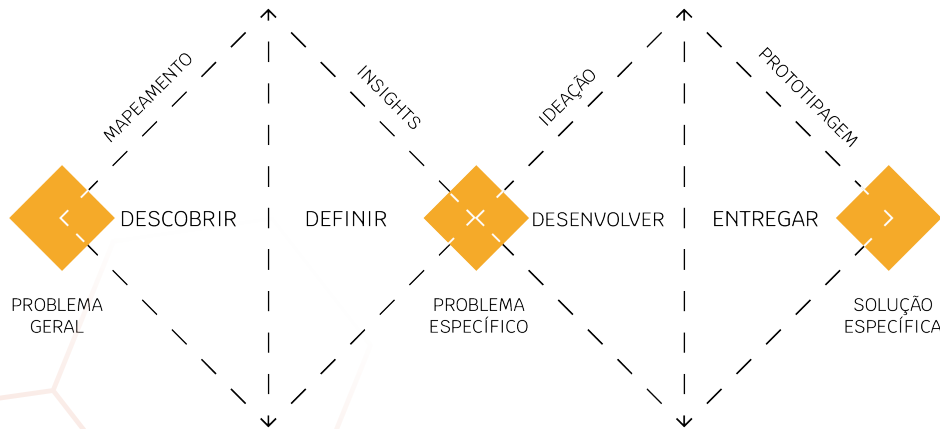 MAPEAMENTO
INSIGHTS
IDEAÇÃO
PROTOTIPAGEM
DESCOBRIR
DEFINIR
DESENVOLVER
ENTREGAR
PROBLEMA
GERAL
PROBLEMA
ESPECÍFICO
SOLUÇÃO
ESPECÍFICA